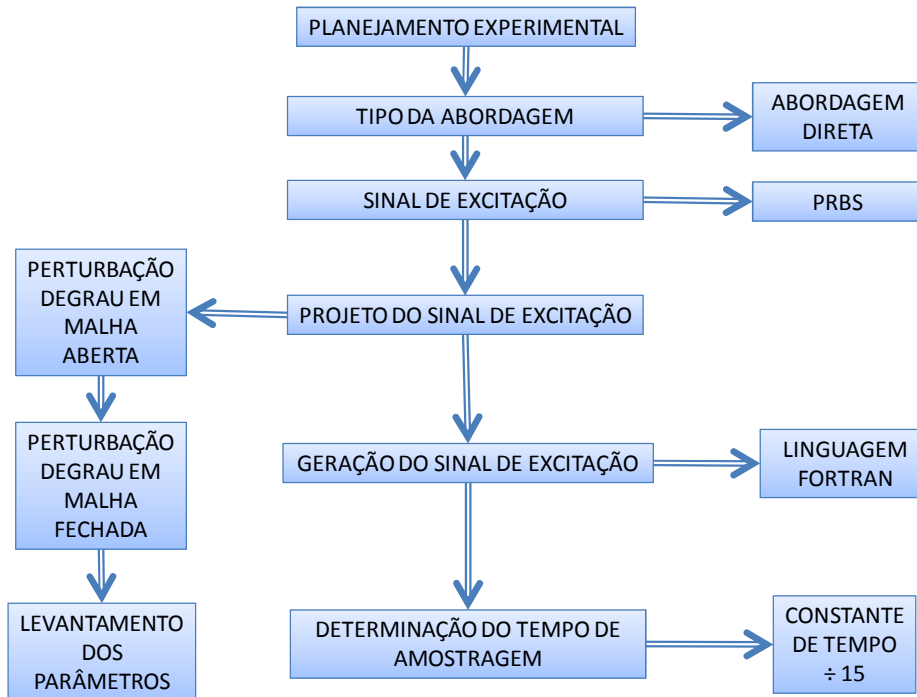 PLANEJAMENTO EXPERIMENTAL
TIPO DA ABORDAGEM
ABORDAGEM
DIRETA
SINAL DE EXCITAÇÃO
PRBS
PERTURBAÇÃO
DEGRAU EM
MALHA
ABERTA
PROJETO DO SINAL DE EXCITAÇÃO
PERTURBAÇÃO
DEGRAU EM
MALHA
FECHADA
GERAÇÃO DO SINAL DE EXCITAÇÃO
LINGUAGEM
FORTRAN
LEVANTAMENTO
DOS
PARÂMETROS
DETERMINAÇÃO DO TEMPO DE
AMOSTRAGEM
CONSTANTE
DE TEMPO
÷ 15